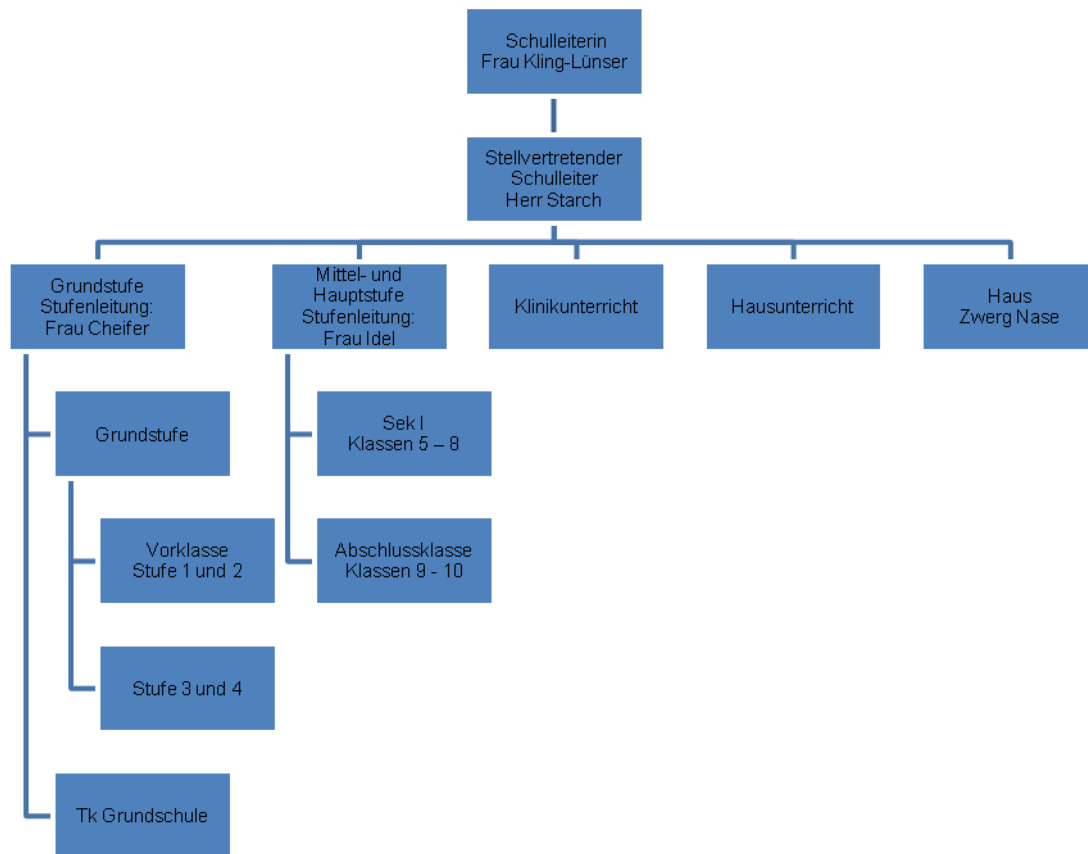 Schulleiterin
Frau Kling-Lünser
Stellvertretender
Schulleiter
Herr Starch
Grundstufe
Stufenleitung:
Frau Cheifer
Mittel- und
Hauptstufe
Stufenleitung:
Frau Idel
Klinikunterricht
Hausunterricht
Haus
Zwerg Nase
Grundstufe
Sek I
Klassen 5 – 8
Vorklasse
Stufe 1 und 2
Abschlussklasse
Klassen 9 - 10
Stufe 3 und 4
Tk Grundschule